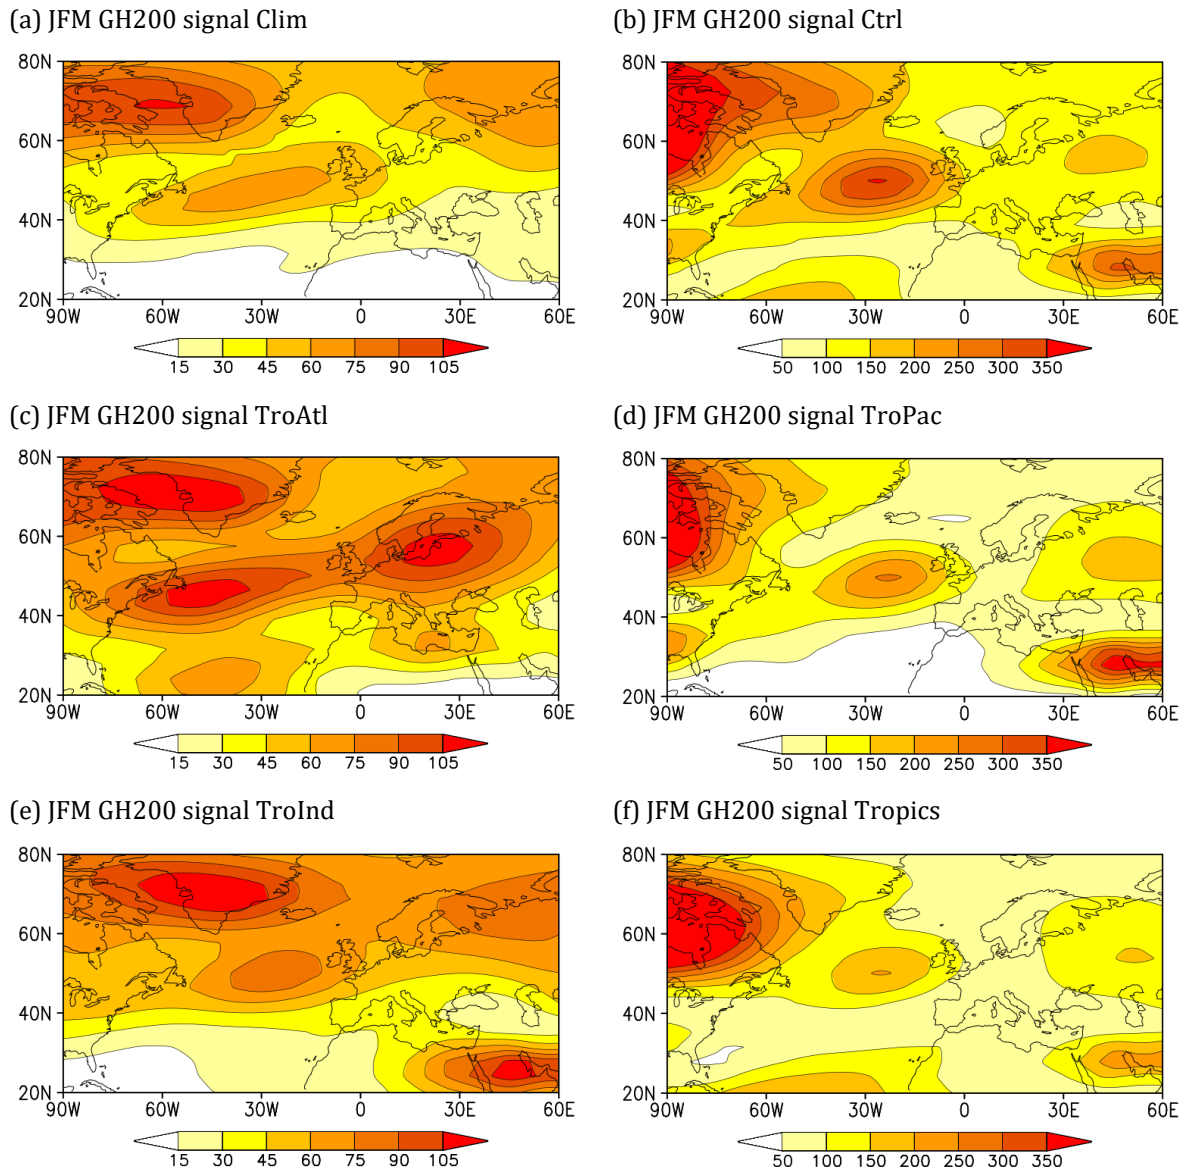 (a) JFM GH200 signal Clim
80N
60N
40N
20N
90W 60W 30W 0 30E 60E
15 30 45 60 75 90 105
(b) JFM GH200 signal Ctrl
80N
60N
40N
20N
90W 60W 30W 0 30E 60E
50 100 150 200 250 300 350
(c) JFM GH200 signal TroAtl
80N
60N
40N
20N
90W 60W 30W 0 30E 60E
15 30 45 60 75 90 105
(d) JFM GH200 signal TroPac
80N
60N
40N
20N
90W 60W 30W 0 30E 60E
50 100 150 200 250 300 350
(e) JFM GH200 signal TroInd
80N
60N
40N
20N
90W 60W 30W 0 30E 60E
15 30 45 60 75 90 105
(f) JFM GH200 signal Tropics
80N
60N
40N
20N
90W 60W 30W 0 30E 60E
50 100 150 200 250 300 350